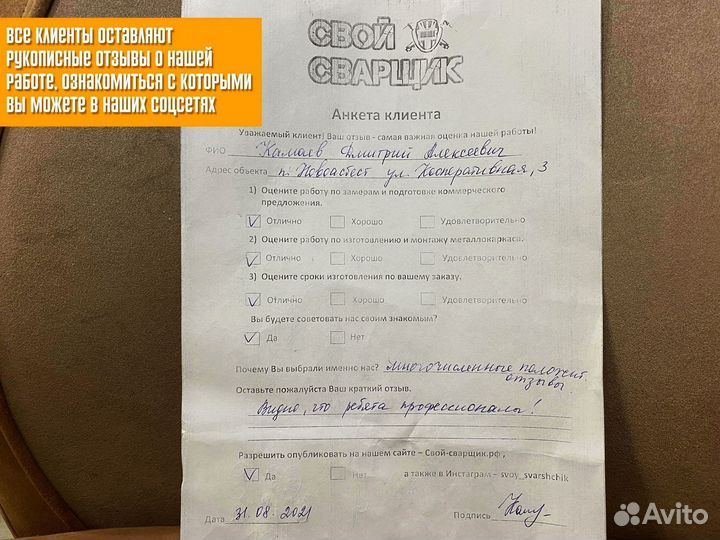 все клиенты оставляют
рукописные отзывы о нашей
работе, ознакомиться с которыми
вы можете в наших соцсетях
СВОЙ
СВАРЩИК
Анкета клиента
Уважаемый клиент! Ваш отзыв - самая важная оценка нашей работы!
ФИО Камаев Дмитрий Алексеевич
Адрес объекта п. Новоасбест ул. Кооперативная, 3
1) Оцените работу по замерам и подготовке коммерческого
предложения.
Отлично Хорошо Удовлетворительно
2) Оцените работу по изготовлению и монтажу металлокаркаса.
Отлично Хорошо Удовлетворительно
3) Оцените сроки изготовления по вашему заказу.
Отлично Хорошо Удовлетворительно
Вы будете советовать нас своим знакомым?
Да Нет
Почему Вы выбрали именно нас? многочисленные положит.
отзывы
Оставьте пожалуйста Ваш краткий отзыв.
Видно, что ребята профессионалы!
Разрешить опубликовать на нашем сайте – Свой-сварщик.рф ,
Да Нет а также в Инстаграм – svoy_svarshchik
Дата 31.08.2021 Подпись
Avito